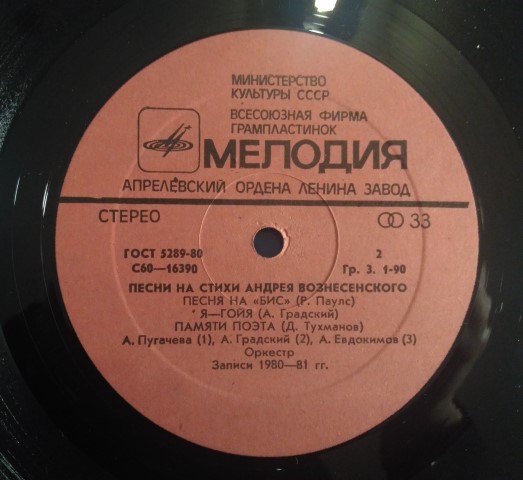 МИНИСТЕРСТВО
КУЛЬТУРЫ СССР
ВСЕСОЮЗНАЯ ФИРМА
ГРАМПЛАСТИНОК
МЕЛОДИЯ
АПРЕЛЕВСКИЙ ОРДЕНА ЛЕНИНА ЗАВОД
СТЕРЕО 33
ГОСТ 5289-80 2
С60—16390 Гр. 3. 1-90
ПЕСНИ НА СТИХИ АНДРЕЯ ВОЗНЕСЕНСКОГО
ПЕСНЯ НА «БИС» (Р. Паулс)
Я—ГОЙЯ (А. Градский)
ПАМЯТИ ПОЭТА (Д. Тухманов)
А. Пугачева (1), А. Градский (2), А. Евдокимов (3)
Оркестр
Записи 1980—81 гг.